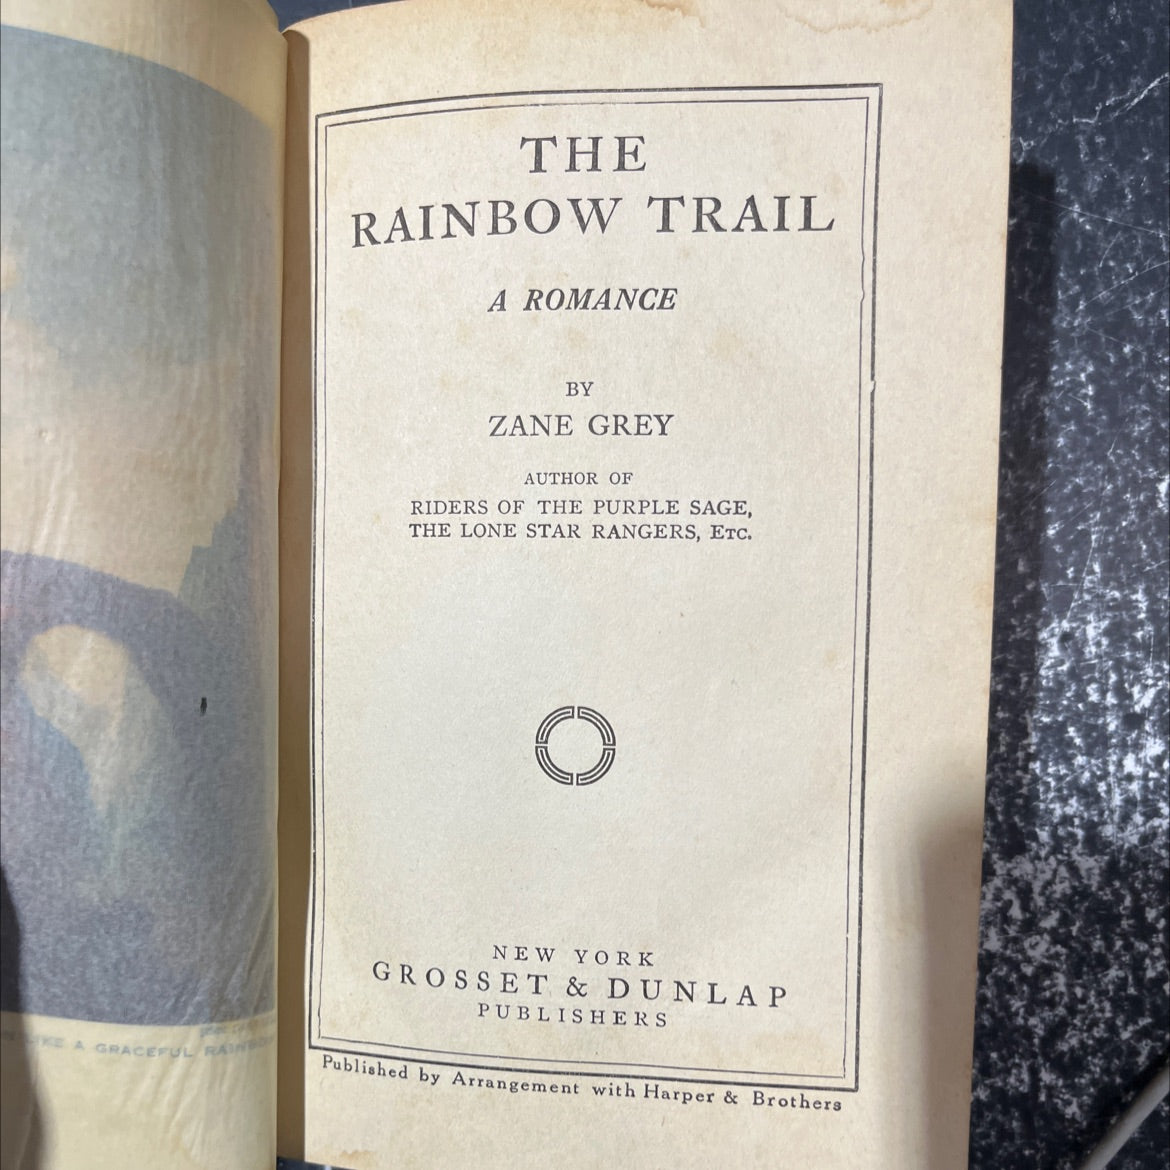 THE
RAINBOW TRAIL
A ROMANCE
BY
ZANE GREY
AUTHOR OF
RIDERS OF THE PURPLE SAGE,
THE LONE STAR RANGERS, ETC.
NEW YORK
GROSSET & DUNLAP
PUBLISHERS
Published by Arrangement with Harper & Brothers
LIKE A GRACEFUL RAINBOW